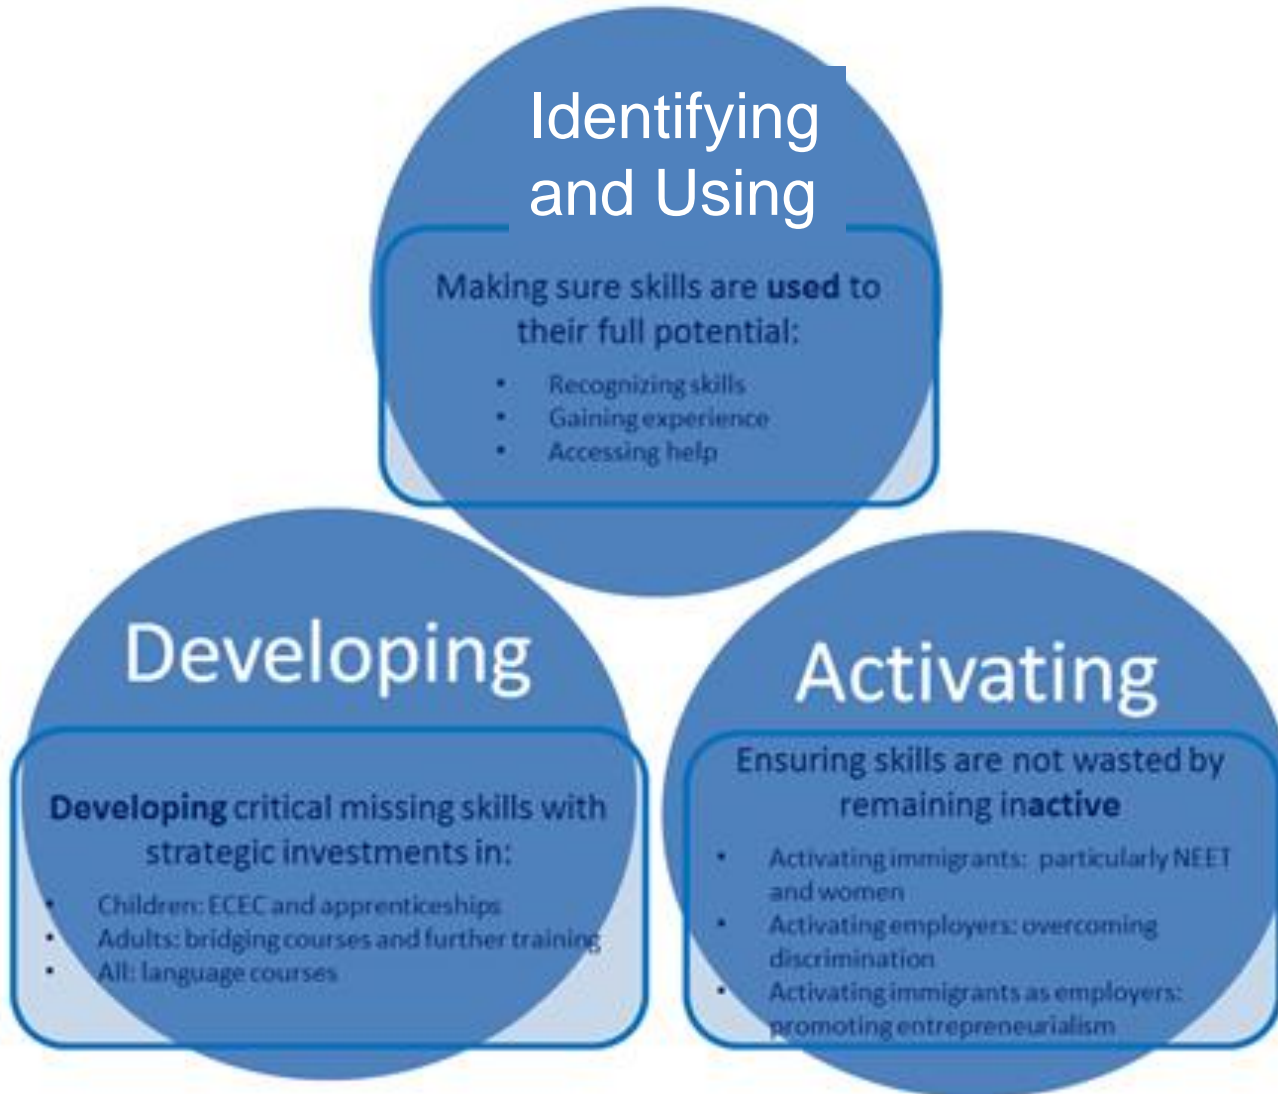 Identifying
and Using
Making sure skills are used to
their full potential:
• Recognizing skills
• Gaining experience
• Accessing help
Developing
Developing critical missing skills with
strategic investments in:
• Children: ECEC and apprenticeships
• Adults: bridging courses and further training
• All: language courses
Activating
Ensuring skills are not wasted by
remaining inactive
• Activating immigrants: particularly NEET
and women
• Activating employers: overcoming
discrimination
• Activating immigrants as employers:
promoting entrepreneurialism